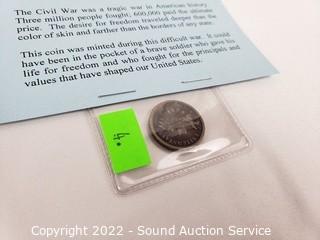 The Civil War was a tragic war in American history
Three million people fought; 600,000 paid the ultimate
price. The desire for freedom traveled deeper than the
color of skin and farther than the borders of any state.
This coin was minted during this difficult war. It could
have been in the pocket of a brave soldier who gave his
life for freedom and who fought for the principals and
values that have shaped our United States.
4.
Copyright 2022 - Sound Auction Service